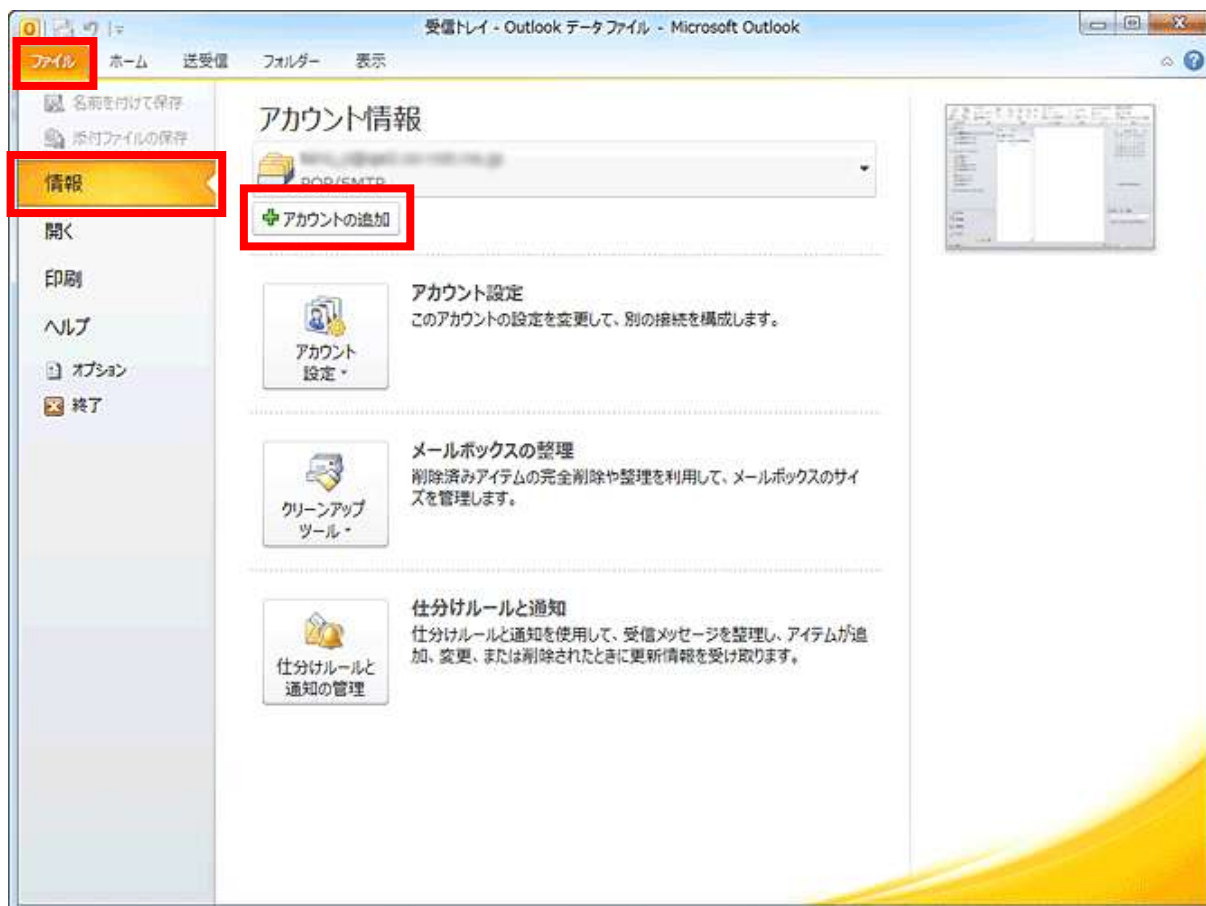 受信トレイ - Outlook データ ファイル - Microsoft Outlook
ファイル ホーム 送受信 フォルダー 表示
名前を付けて保存
添付ファイルの保存
情報
開く
印刷
ヘルプ
オプション
終了
アカウント情報
POP/SMTP
アカウントの追加
アカウント
設定
アカウント設定
このアカウントの設定を変更して、別の接続を構成します。
クリーンアップ
ツール
メールボックスの整理
削除済みアイテムの完全削除や整理を利用して、メールボックスのサイ
ズを管理します。
仕分けルールと
通知の管理
仕分けルールと通知
仕分けルールと通知を使用して、受信メッセージを整理し、アイテムが追
加、変更、または削除されたときに更新情報を受け取ります。